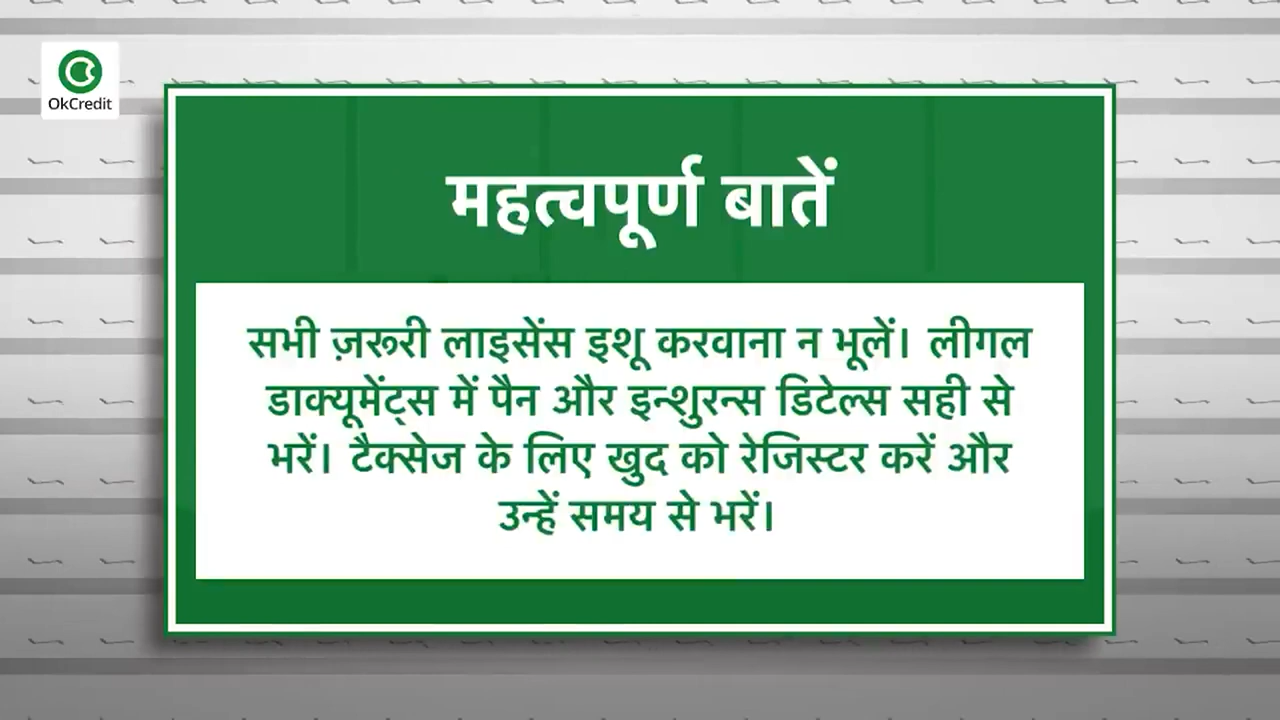 OkCredit
महत्वपूर्ण बातें
सभी ज़रूरी लाइसेंस इशू करवाना न भूलें। लीगल
डाक्यूमेंट्स में पैन और इन्शुरन्स डिटेल्स सही से
भरें। टैक्सेज के लिए खुद को रेजिस्टर करें और
उन्हें समय से भरें।